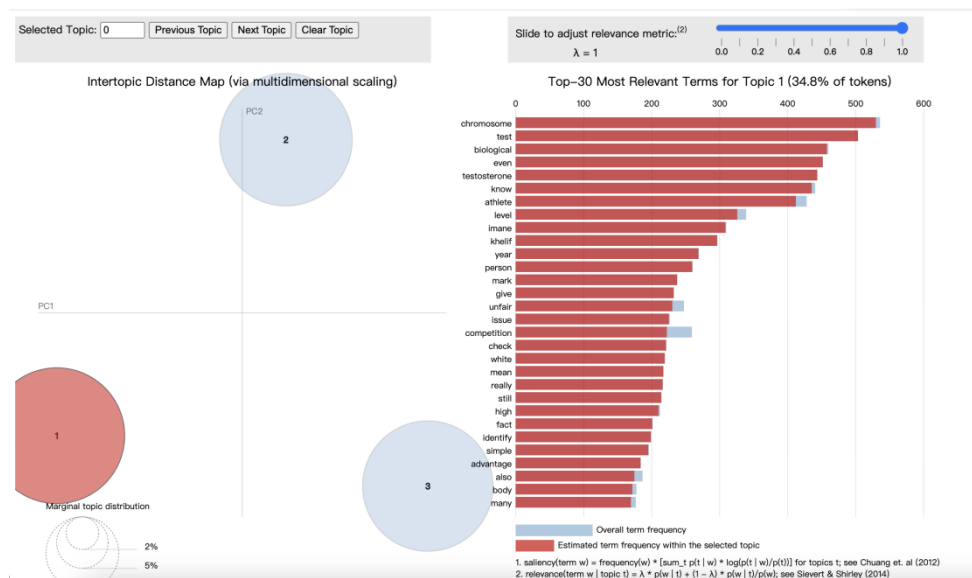 Selected Topic: 0 Previous Topic Next Topic Clear Topic
Slide to adjust relevance metric:(2)
λ = 1
0.0 0.2 0.4 0.6 0.8 1.0
Intertopic Distance Map (via multidimensional scaling)
PC2
PC1
2
1
3
Marginal topic distribution
2%
5%
Top-30 Most Relevant Terms for Topic 1 (34.8% of tokens)
0 100 200 300 400 500 600
chromosome
test
biological
even
testosterone
know
athlete
level
imane
khelif
year
person
mark
give
unfair
issue
competition
check
white
mean
really
still
high
fact
identify
simple
advantage
also
body
many
Overall term frequency
Estimated term frequency within the selected topic
1. saliency(term w) = frequency(w) * [sum_t p(t | w) * log(p(t | w)/p(t))] for topics t; see Chuang et. al (2012)
2. relevance(term w | topic t) = λ * p(w | t) + (1 - λ) * p(w | t)/p(w); see Sievert & Shirley (2014)